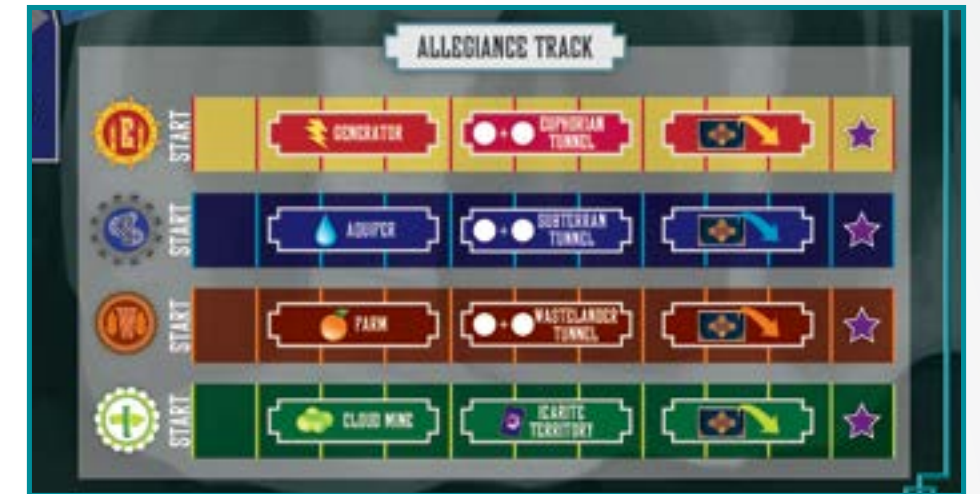 ALLEGIANCE TRACK
E
START
GENERATOR
+
EUPHORIAN
TUNNEL
START
AQUIFER
+
SUBTERRAN
TUNNEL
W
START
FARM
+
WASTELANDER
TUNNEL
START
CLOUD MINE
ICARITE
TERRITORY